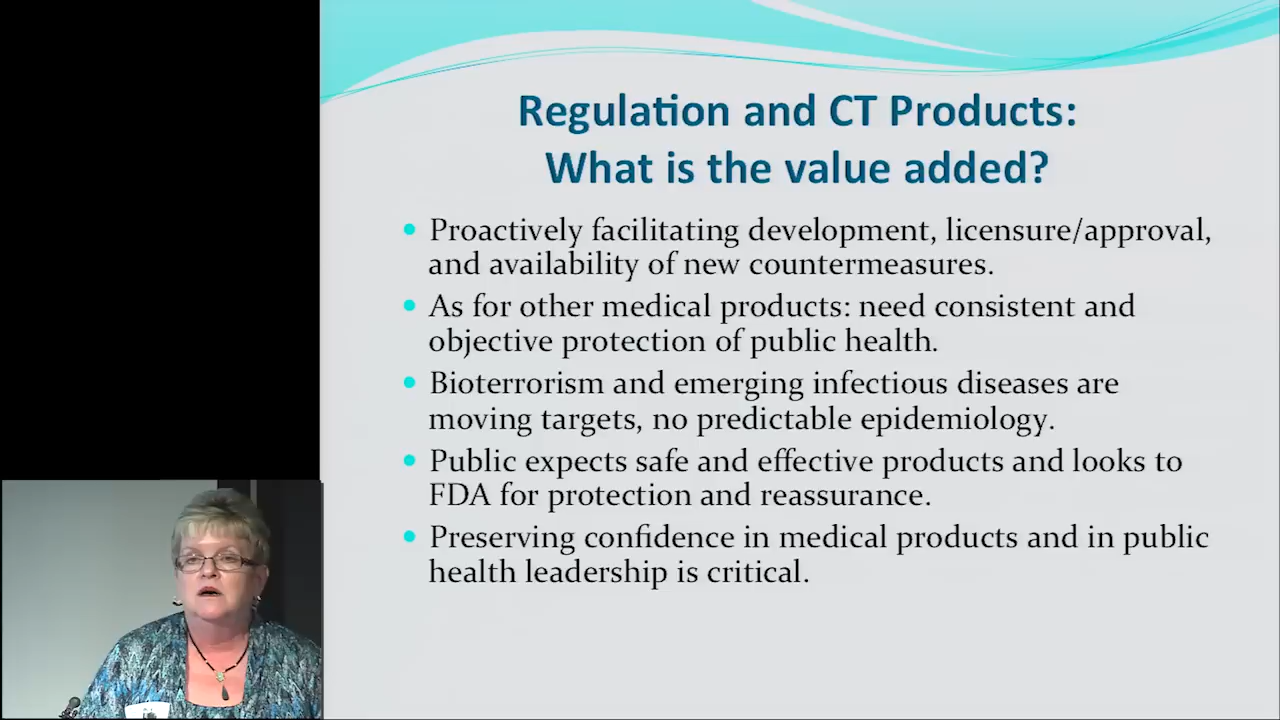 Regulation and CT Products:
What is the value added?
Proactively facilitating development, licensure/approval,
and availability of new countermeasures.
As for other medical products: need consistent and
objective protection of public health.
Bioterrorism and emerging infectious diseases are
moving targets, no predictable epidemiology.
Public expects safe and effective products and looks to
FDA for protection and reassurance.
Preserving confidence in medical products and in public
health leadership is critical.